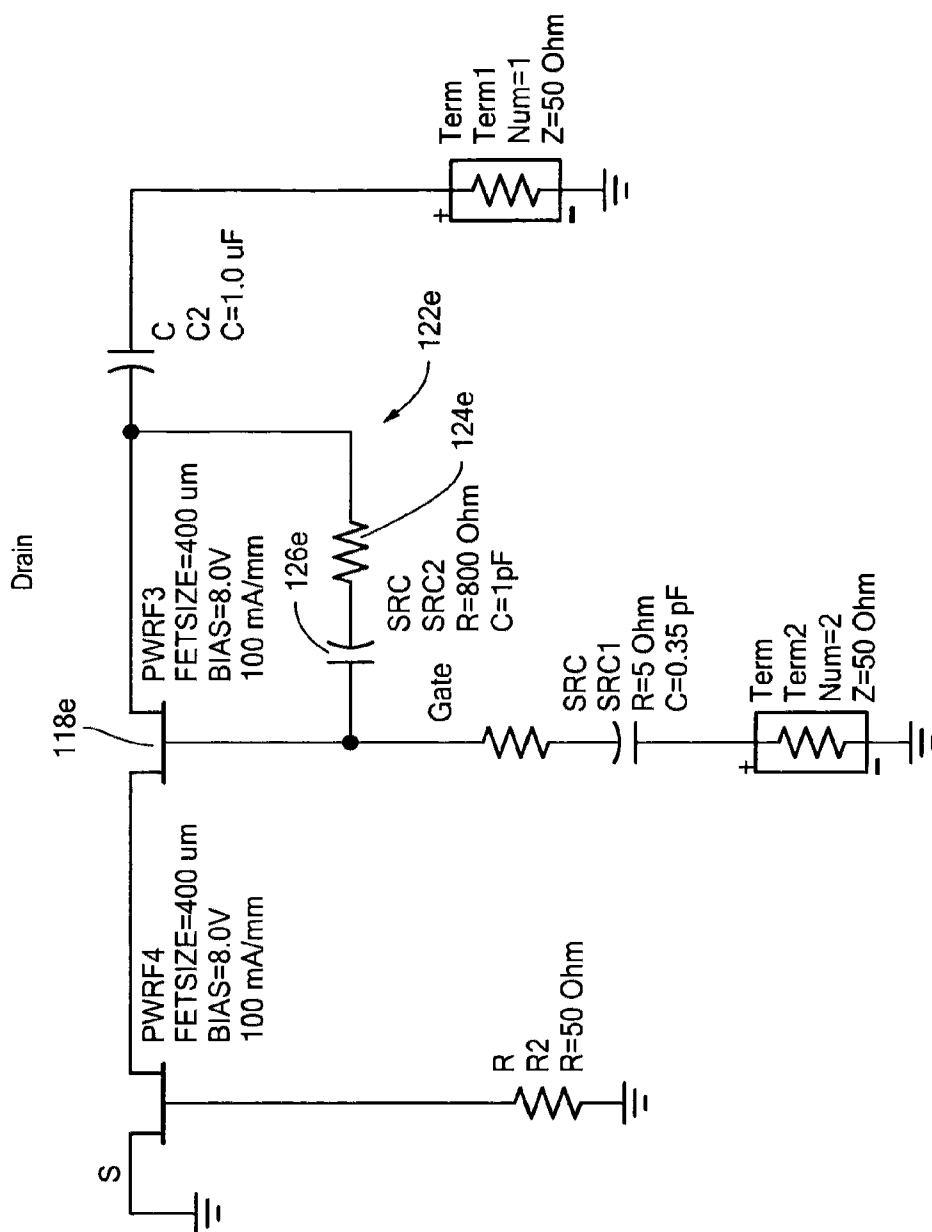 Drain
118e
PWRF3
FETSIZE=400 um
BIAS=8.0V
100 mA/mm
C
C2
C=1.0 uF
122e
124e
126e
SRC
SRC2
R=800 Ohm
C=1pF
Gate
SRC
SRC1
R=5 Ohm
C=0.35 pF
+
Term
Term1
Num=1
Z=50 Ohm
-
+
Term
Term2
Num=2
Z=50 Ohm
-
S
PWRF4
FETSIZE=400 um
BIAS=8.0V
100 mA/mm
R
R2
R=50 Ohm